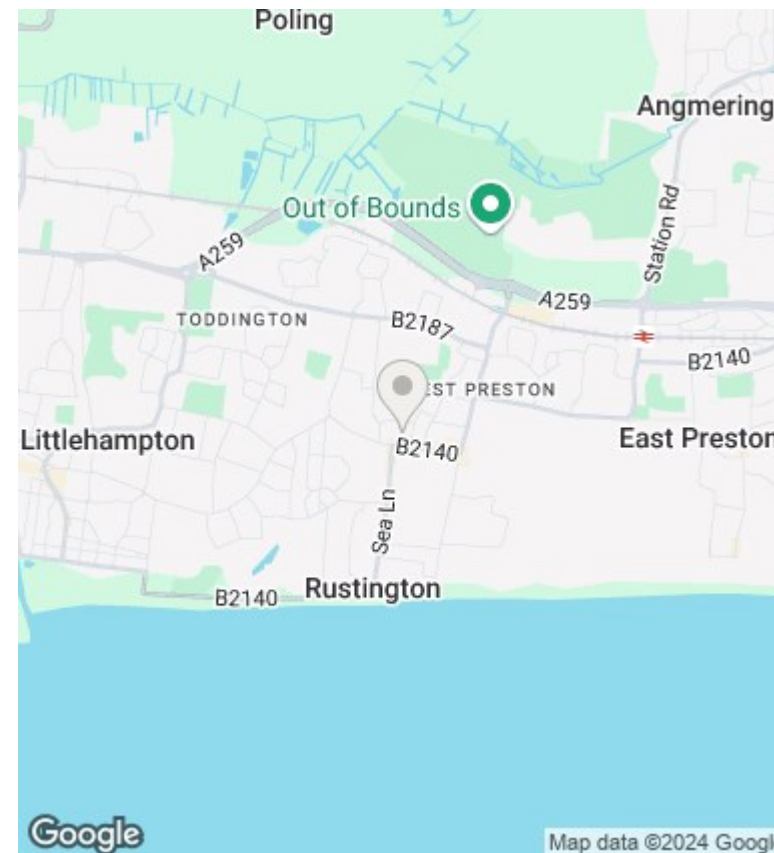 Poling
Angmering
Out of Bounds
Station Rd
A259
A259
TODDINGTON
B2187
B2140
EST PRESTON
Littlehampton
B2140
East Preston
Sea Ln
B2140
Rustington
Google
Map data ©2024 Googl